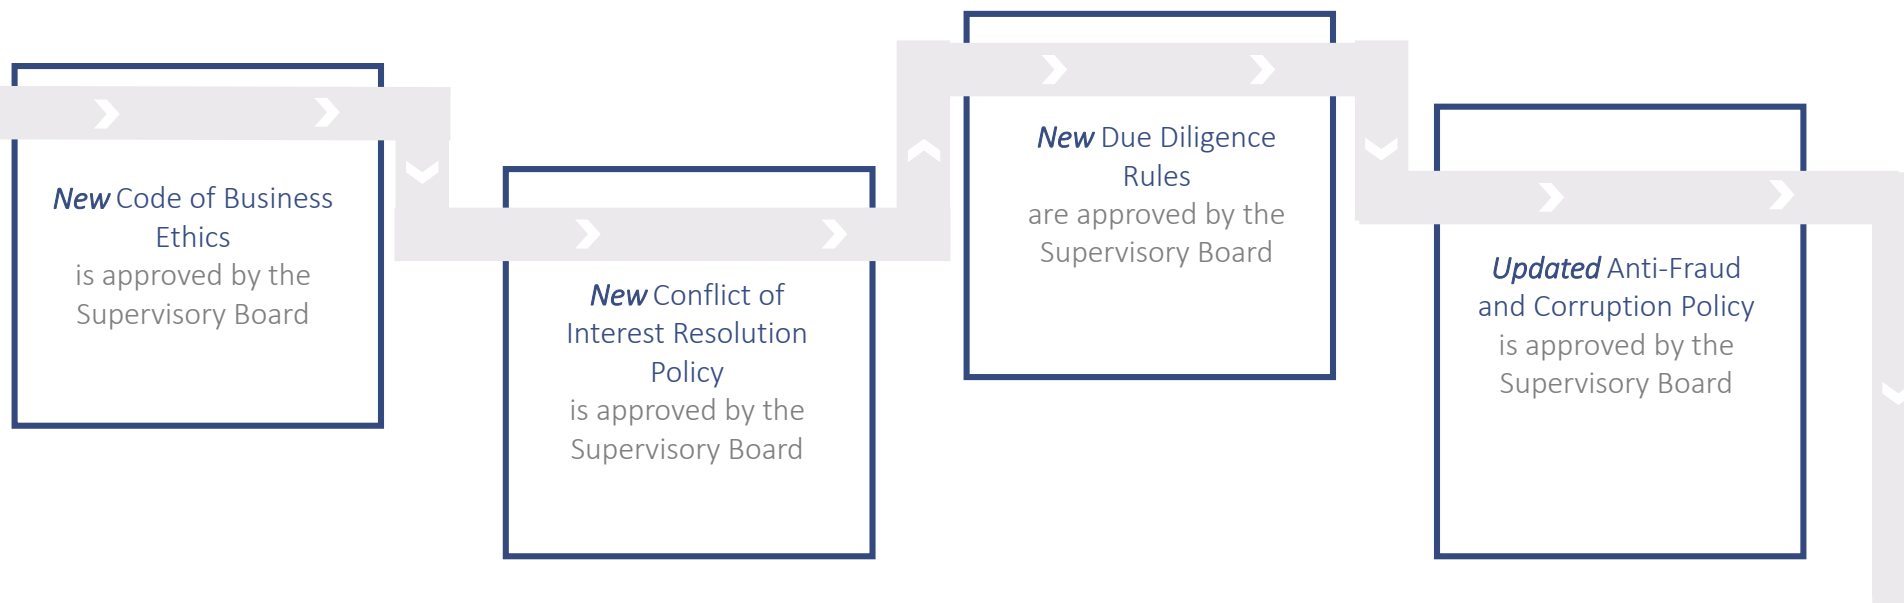 New Code of Business
Ethics
is approved by the
Supervisory Board
New Conflict of
Interest Resolution
Policy
is approved by the
Supervisory Board
New Due Diligence
Rules
are approved by the
Supervisory Board
Updated Anti-Fraud
and Corruption Policy
is approved by the
Supervisory Board